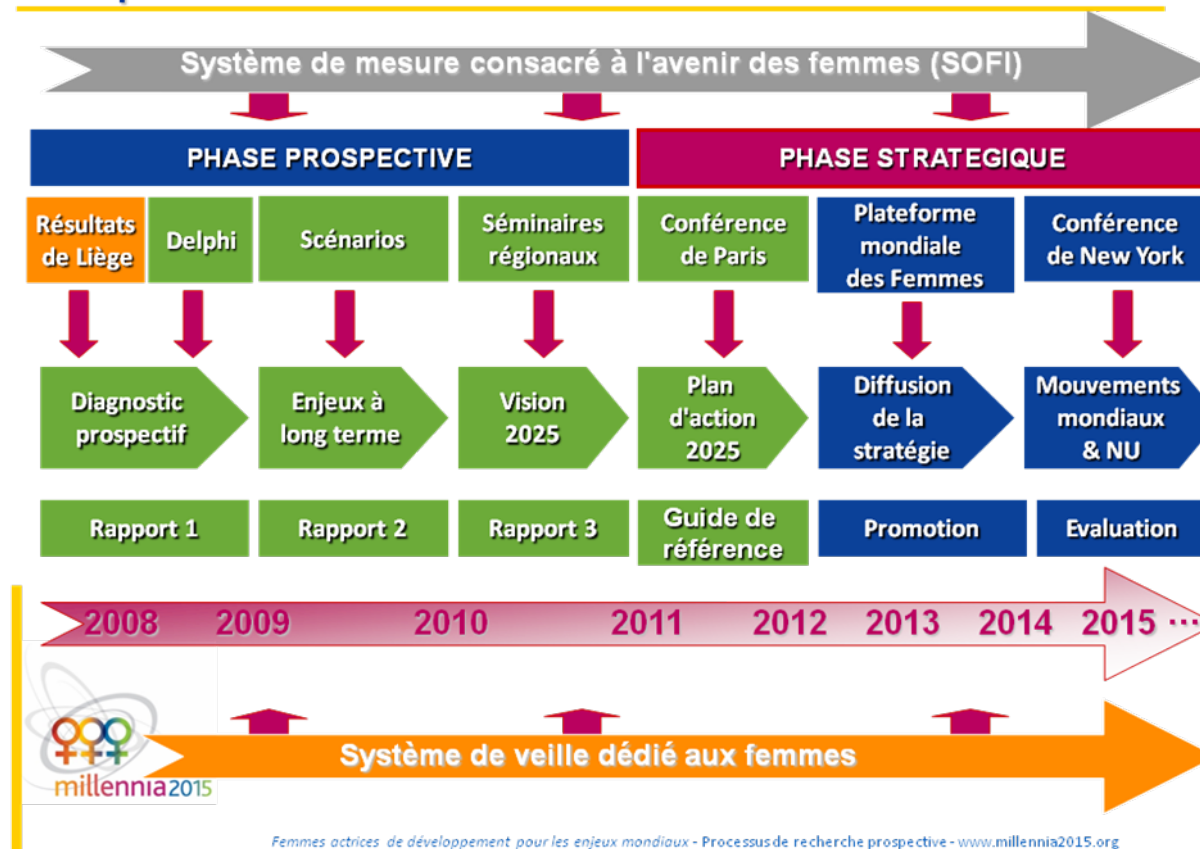 Système de mesure consacré à l'avenir des femmes (SOFI)
PHASE PROSPECTIVE
PHASE STRATEGIQUE
Résultats
de Liège
Delphi
Scénarios
Séminaires
régionaux
Conférence
de Paris
Plateforme
mondiale
des Femmes
Conférence
de New York
Diagnostic
prospectif
Enjeux à
long terme
Vision
2025
Plan
d'action
2025
Diffusion
de la
stratégie
Mouvements
mondiaux
& NU
Rapport 1
Rapport 2
Rapport 3
Guide de
référence
Promotion
Evaluation
2008 2009 2010 2011 2012 2013 2014 2015 ...
Système de veille dédié aux femmes
millennia2015
Femmes actrices de développement pour les enjeux mondiaux - Processus de recherche prospective - www.millennia2015.org